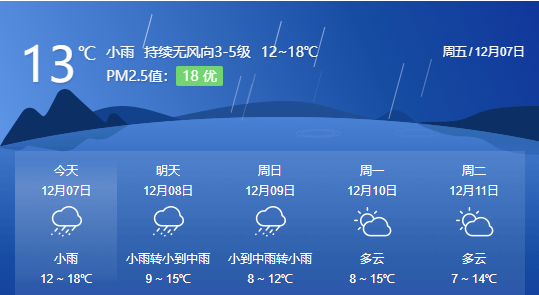 13℃ 小雨 持续无风向3-5级 12~18℃
PM2.5值： 18 优
周五 / 12月07日
今天 明天 周日 周一 周二
12月07日 12月08日 12月09日 12月10日 12月11日
小雨 小雨转小到中雨 小到中雨转小雨 多云 多云
12 ~ 18℃ 9 ~ 15℃ 8 ~ 12℃ 8 ~ 15℃ 7 ~ 14℃